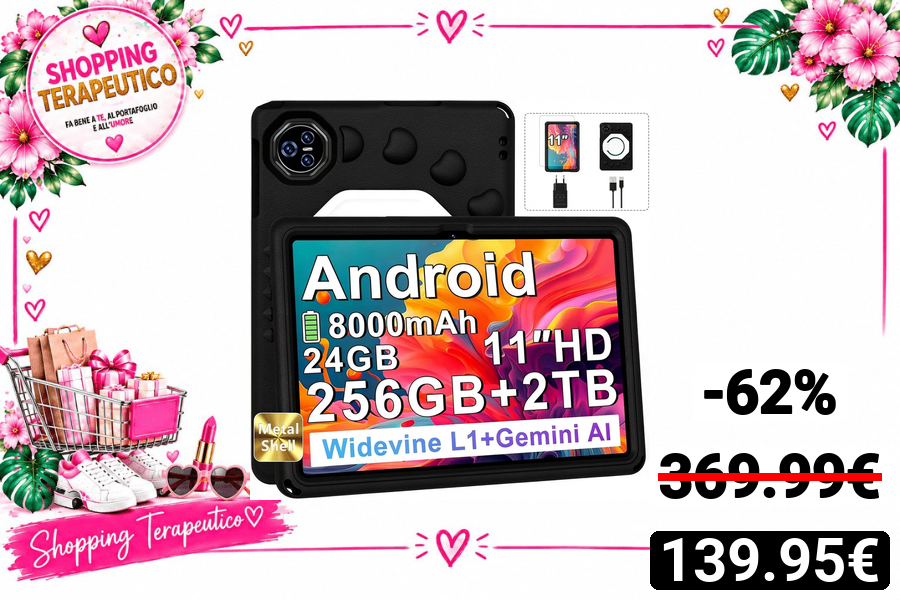 SHOPPING
TERAPEUTICO
FA BENE A TE, AL PORTAFOGLIO
E ALL'UMORE
11"
Android
8000mAh
24GB
11"HD
256GB+2TB
Metal
Shell
Widevine L1+Gemini AI
-62%
369.99€
139.95€
Shopping Terapeutico